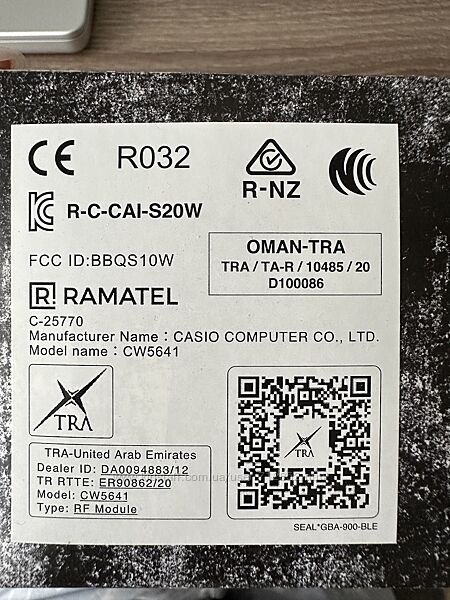 CE R032
R-NZ
R-C-CAI-S20W
FCC ID:BBQS10W
OMAN-TRA
TRA / TA-R / 10485 / 20
D100086
R! RAMATEL
C-25770
Manufacturer Name : CASIO COMPUTER CO., LTD.
Model name : CW5641
TRA
TRA
TRA-United Arab Emirates
Dealer ID: DA0094883/12
TR RTTE: ER90862/20
Model: CW5641
Type: RF Module
SEAL*GBA-900-BLE